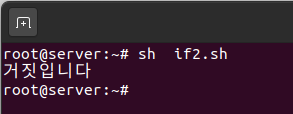 root@server:~# sh  if2.sh
거짓입니다
root@server:~#